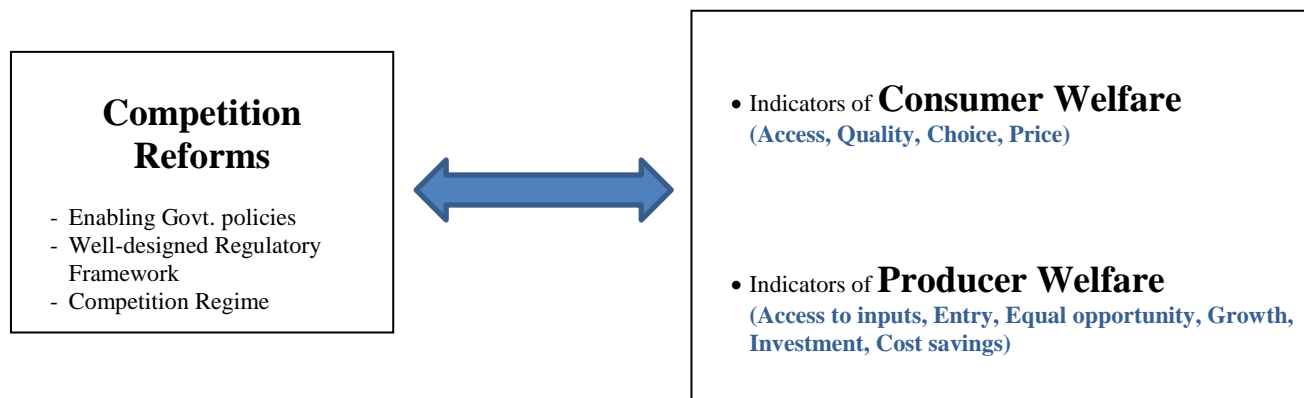 Competition
Reforms
- Enabling Govt. policies
- Well-designed Regulatory
Framework
- Competition Regime
• Indicators of Consumer Welfare
(Access, Quality, Choice, Price)
• Indicators of Producer Welfare
(Access to inputs, Entry, Equal opportunity, Growth,
Investment, Cost savings)